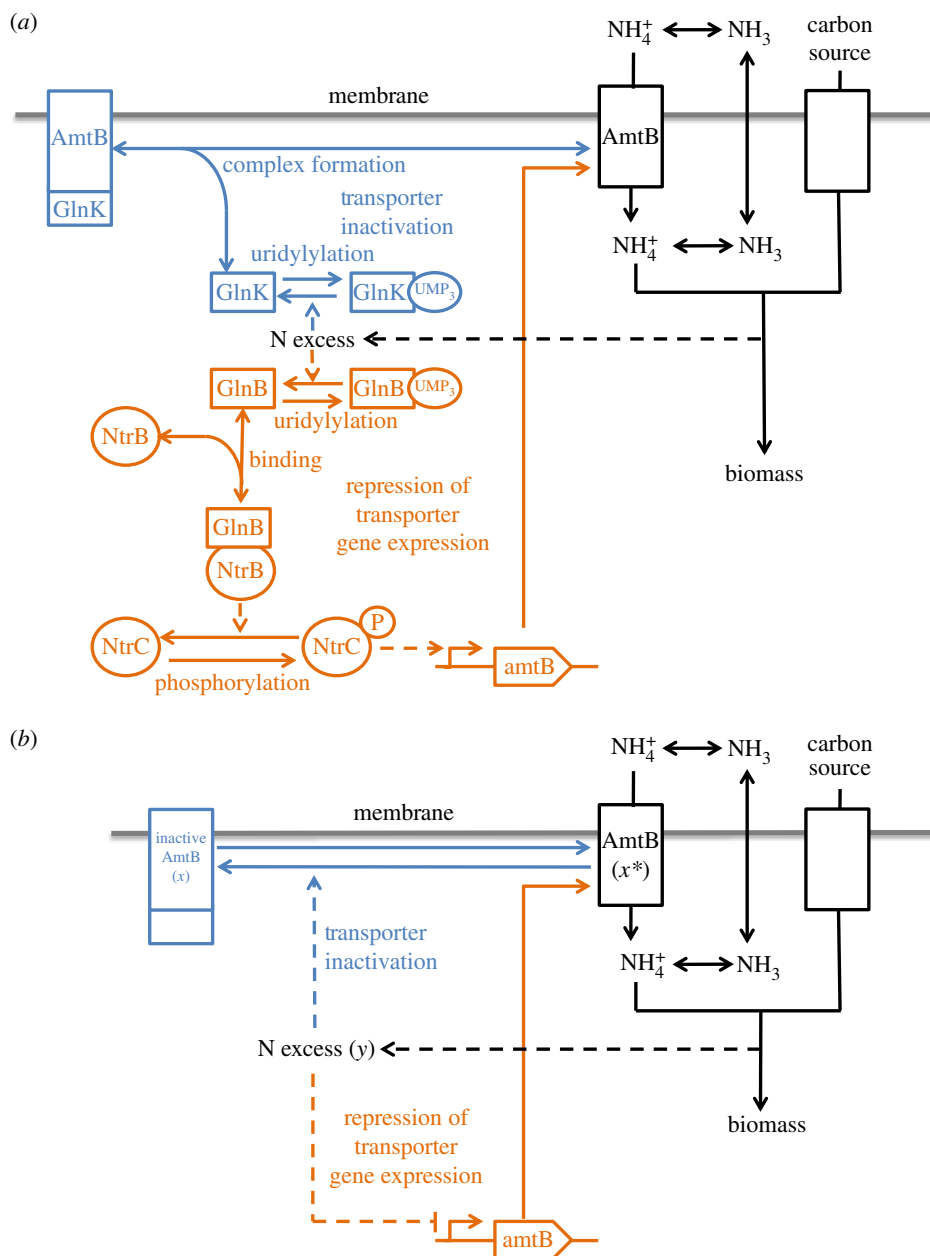 (a)
NH₄⁺ NH₃
carbon
source
membrane
AmtB
GlnK
AmtB
complex formation
transporter
inactivation
NH₄⁺ NH₃
uridylylation
GlnK GlnK UMP₃
N excess
GlnB GlnB UMP₃
uridylylation
NtrB
binding
biomass
GlnB
NtrB
repression of
transporter
gene expression
NtrC NtrC P
phosphorylation
amtB
(b)
NH₄⁺ NH₃
carbon
source
membrane
inactive
AmtB
(x)
AmtB
(x*)
transporter
inactivation
NH₄⁺ NH₃
N excess (y)
repression of
transporter
gene expression
biomass
amtB